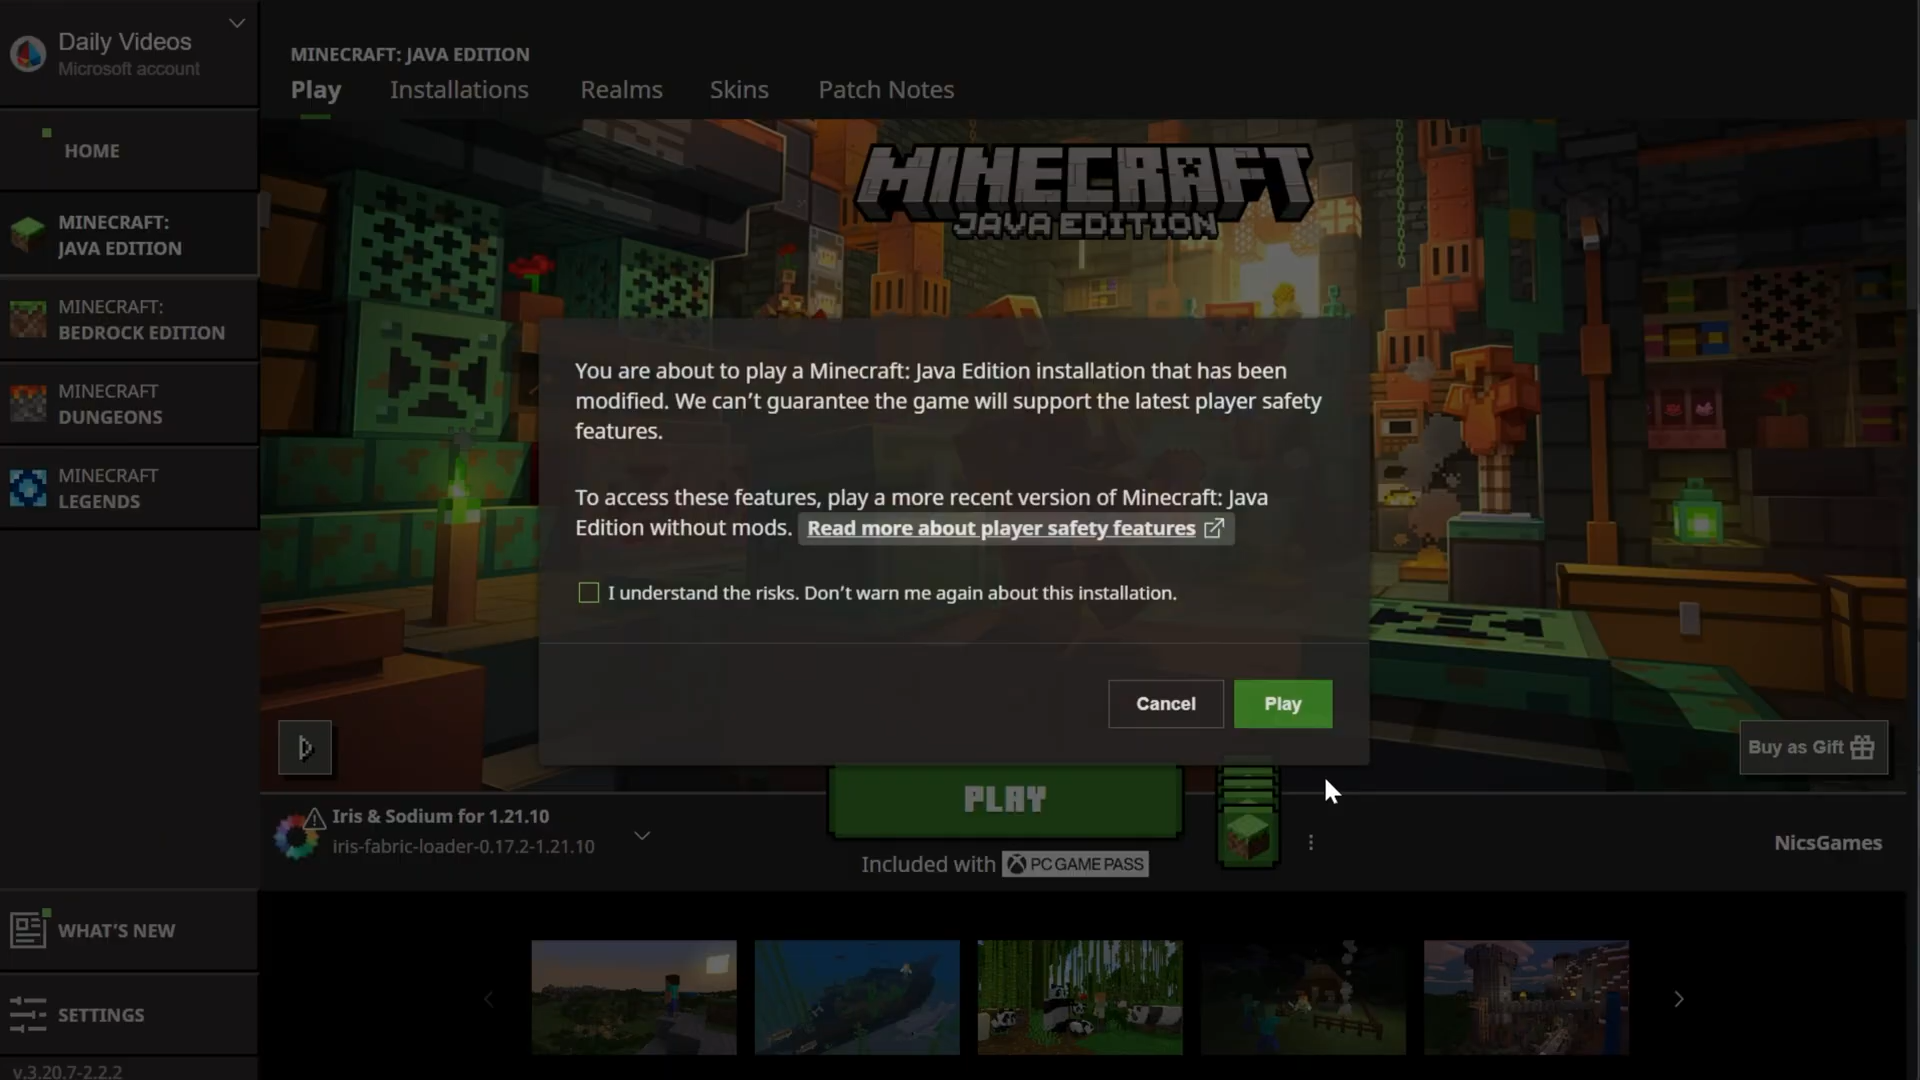 Daily Videos
Microsoft account
HOME
MINECRAFT:
JAVA EDITION
MINECRAFT:
BEDROCK EDITION
MINECRAFT
DUNGEONS
MINECRAFT
LEGENDS
WHAT'S NEW
SETTINGS
v.3.20.7-2.2.2
MINECRAFT: JAVA EDITION
Play Installations Realms Skins Patch Notes
MINECRAFT
JAVA EDITION
You are about to play a Minecraft: Java Edition installation that has been
modified. We can't guarantee the game will support the latest player safety
features.
To access these features, play a more recent version of Minecraft: Java
Edition without mods. Read more about player safety features
I understand the risks. Don't warn me again about this installation.
Cancel Play
Buy as Gift
Iris & Sodium for 1.21.10
iris-fabric-loader-0.17.2-1.21.10
PLAY
Included with PC GAME PASS
NicsGames